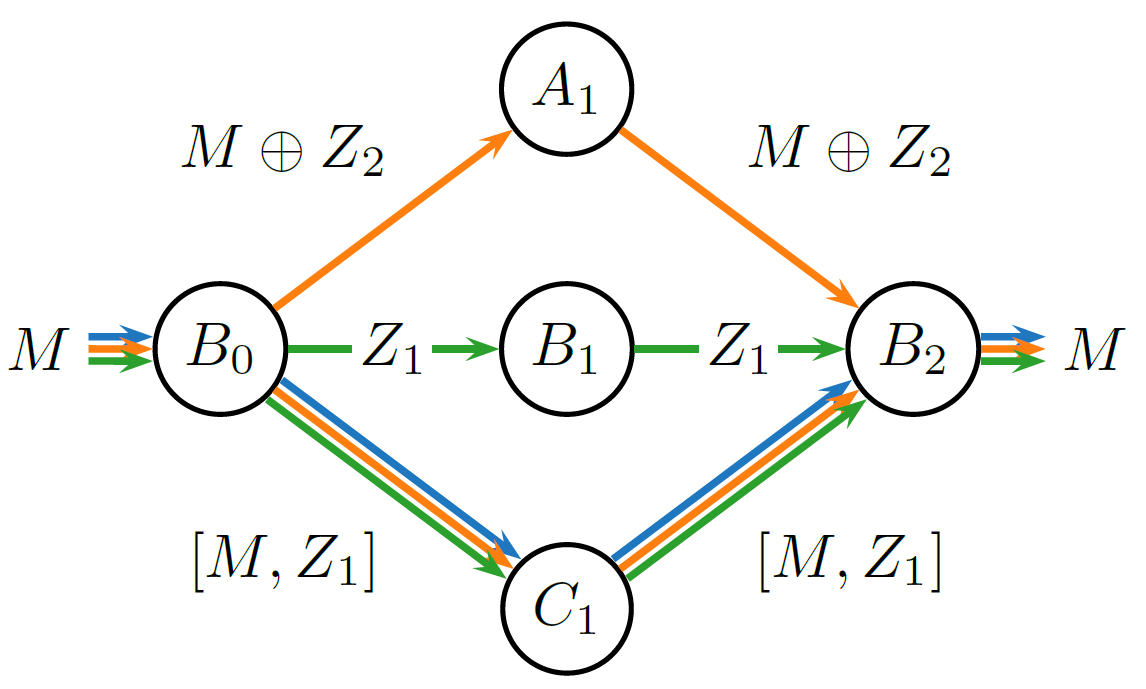 A₁
M ⊕ Z₂
M ⊕ Z₂
M
B₀
Z₁
B₁
Z₁
B₂
M
[M, Z₁]
[M, Z₁]
C₁